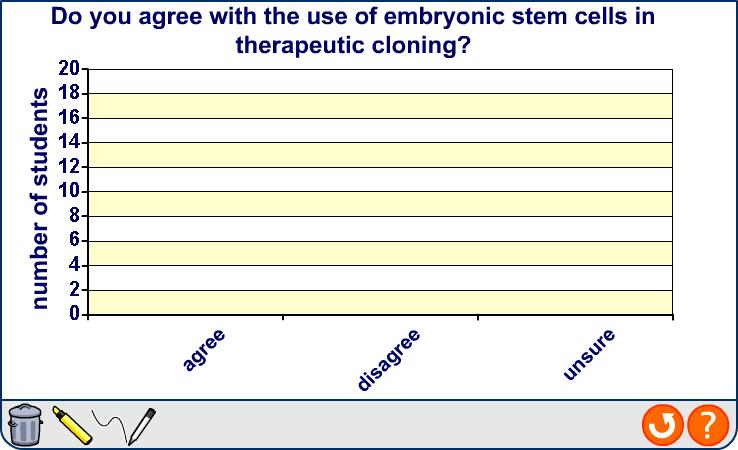 Do you agree with the use of embryonic stem cells in
therapeutic cloning?
number of students
20
18
16
14
12
10
8
6
4
2
0
agree
disagree
unsure
?